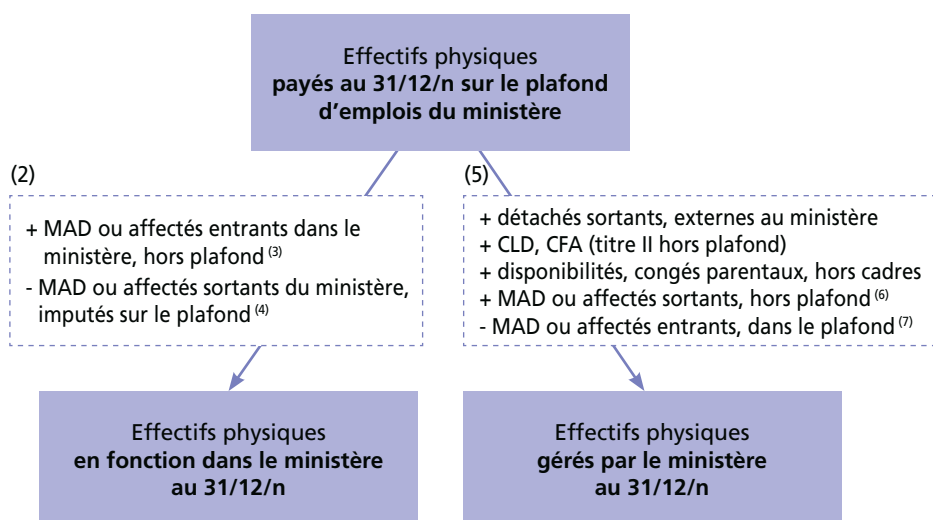 Effectifs physiques
payés au 31/12/n sur le plafond
d'emplois du ministère
(2)
+ MAD ou affectés entrants dans le
ministère, hors plafond (3)
- MAD ou affectés sortants du ministère,
imputés sur le plafond (4)
(5)
+ détachés sortants, externes au ministère
+ CLD, CFA (titre II hors plafond)
+ disponibilités, congés parentaux, hors cadres
+ MAD ou affectés sortants, hors plafond (6)
- MAD ou affectés entrants, dans le plafond (7)
Effectifs physiques
en fonction dans le ministère
au 31/12/n
Effectifs physiques
gérés par le ministère
au 31/12/n